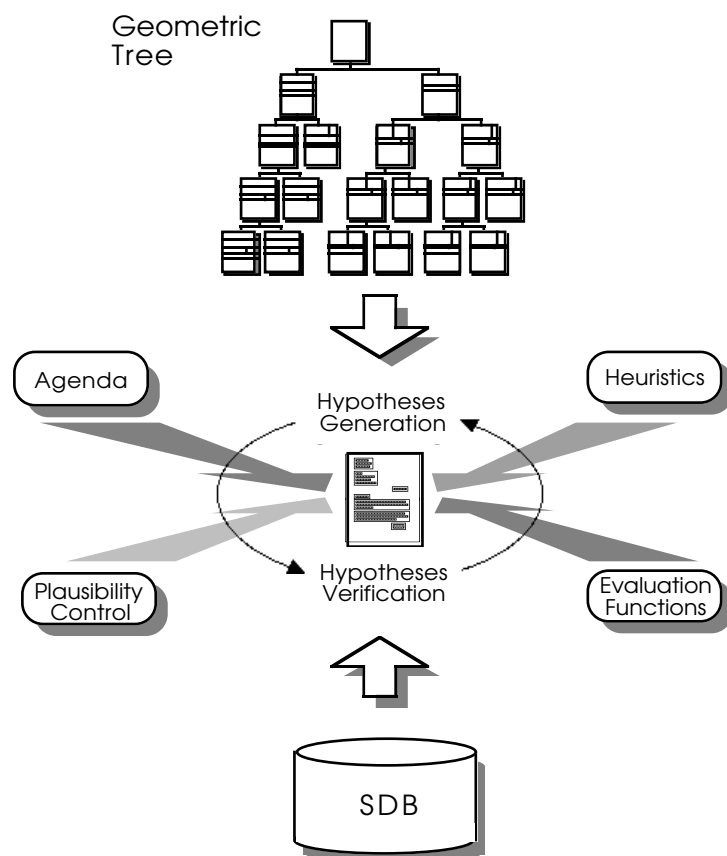 Geometric
Tree
Agenda
Heuristics
Hypotheses
Generation
Hypotheses
Verification
Plausibility
Control
Evaluation
Functions
SDB